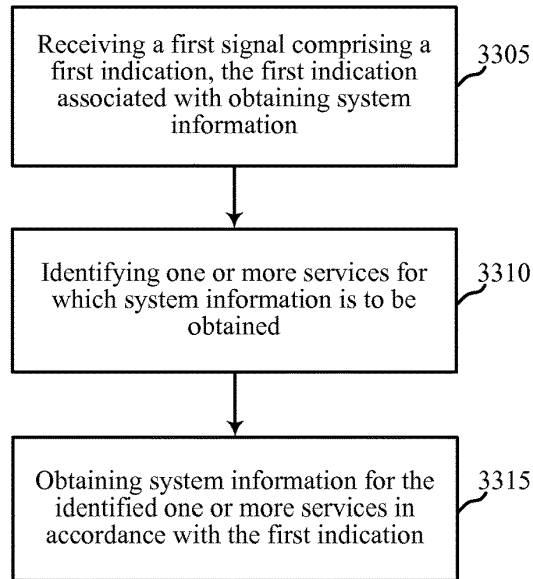 Receiving a first signal comprising a
first indication, the first indication
associated with obtaining system
information
3305
Identifying one or more services for
which system information is to be
obtained
3310
Obtaining system information for the
identified one or more services in
accordance with the first indication
3315